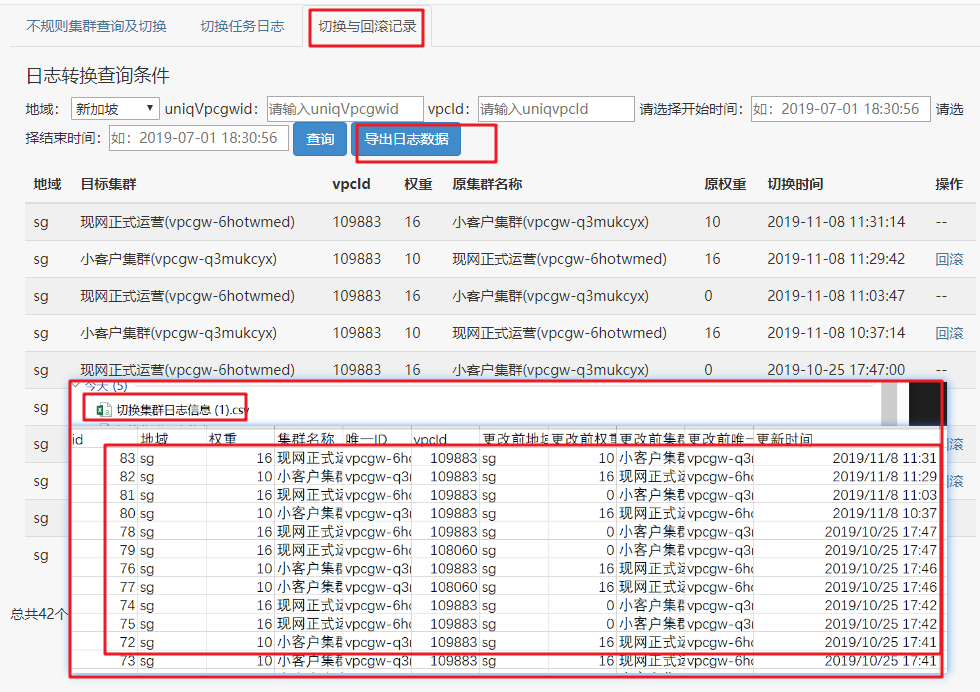 不规则集群查询及切换 切换任务日志 切换与回滚记录
日志转换查询条件
地域： 新加坡 uniqVpcgwid： 请输入uniqVpcgwid vpcId： 请输入uniqvpcId 请选择开始时间： 如：2019-07-01 18:30:56 请选
择结束时间： 如：2019-07-01 18:30:56 查询 导出日志数据
地域 目标集群 vpcId 权重 原集群名称 原权重 切换时间 操作
sg 现网正式运营(vpcgw-6hotwmed) 109883 16 小客户集群(vpcgw-q3mukcyx) 10 2019-11-08 11:31:14 --
sg 小客户集群(vpcgw-q3mukcyx) 109883 10 现网正式运营(vpcgw-6hotwmed) 16 2019-11-08 11:29:42 回滚
sg 现网正式运营(vpcgw-6hotwmed) 109883 16 小客户集群(vpcgw-q3mukcyx) 0 2019-11-08 11:03:47 --
sg 小客户集群(vpcgw-q3mukcyx) 109883 10 现网正式运营(vpcgw-6hotwmed) 16 2019-11-08 10:37:14 回滚
sg 现网正式运营(vpcgw-6hotwmed) 109883 16 小客户集群(vpcgw-q3mukcyx) 0 2019-10-25 17:47:00 --
今天 (5)
sg 切换集群日志信息 (1).csv
id 地域 权重 集群名称 唯一ID vpcId 更改前地域 更改前权重 更改前集群 更改前唯一 更新时间
sg 回滚
83 sg 16 现网正式运 vpcgw-6ho 109883 sg 10 小客户集群 vpcgw-q3m 2019/11/8 11:31
82 sg 10 小客户集群 vpcgw-q3m 109883 sg 16 现网正式运 vpcgw-6ho 2019/11/8 11:29
sg 回滚
81 sg 16 现网正式运 vpcgw-6ho 109883 sg 0 小客户集群 vpcgw-q3m 2019/11/8 11:03
80 sg 10 小客户集群 vpcgw-q3m 109883 sg 16 现网正式运 vpcgw-6ho 2019/11/8 10:37
sg
78 sg 16 现网正式运 vpcgw-6ho 109883 sg 0 小客户集群 vpcgw-q3m 2019/10/25 17:47
79 sg 16 现网正式运 vpcgw-6ho 108060 sg 0 小客户集群 vpcgw-q3m 2019/10/25 17:47
sg
76 sg 10 小客户集群 vpcgw-q3m 109883 sg 16 现网正式运 vpcgw-6ho 2019/10/25 17:46
77 sg 10 小客户集群 vpcgw-q3m 108060 sg 16 现网正式运 vpcgw-6ho 2019/10/25 17:46
74 sg 16 现网正式运 vpcgw-6ho 109883 sg 0 小客户集群 vpcgw-q3m 2019/10/25 17:42
总共42个
75 sg 16 现网正式运 vpcgw-6ho 109883 sg 0 小客户集群 vpcgw-q3m 2019/10/25 17:42
72 sg 10 小客户集群 vpcgw-q3m 109883 sg 16 现网正式运 vpcgw-6ho 2019/10/25 17:41
73 sg 10 小客户集群 vpcgw-q3m 109883 sg 16 现网正式运 vpcgw-6ho 2019/10/25 17:41